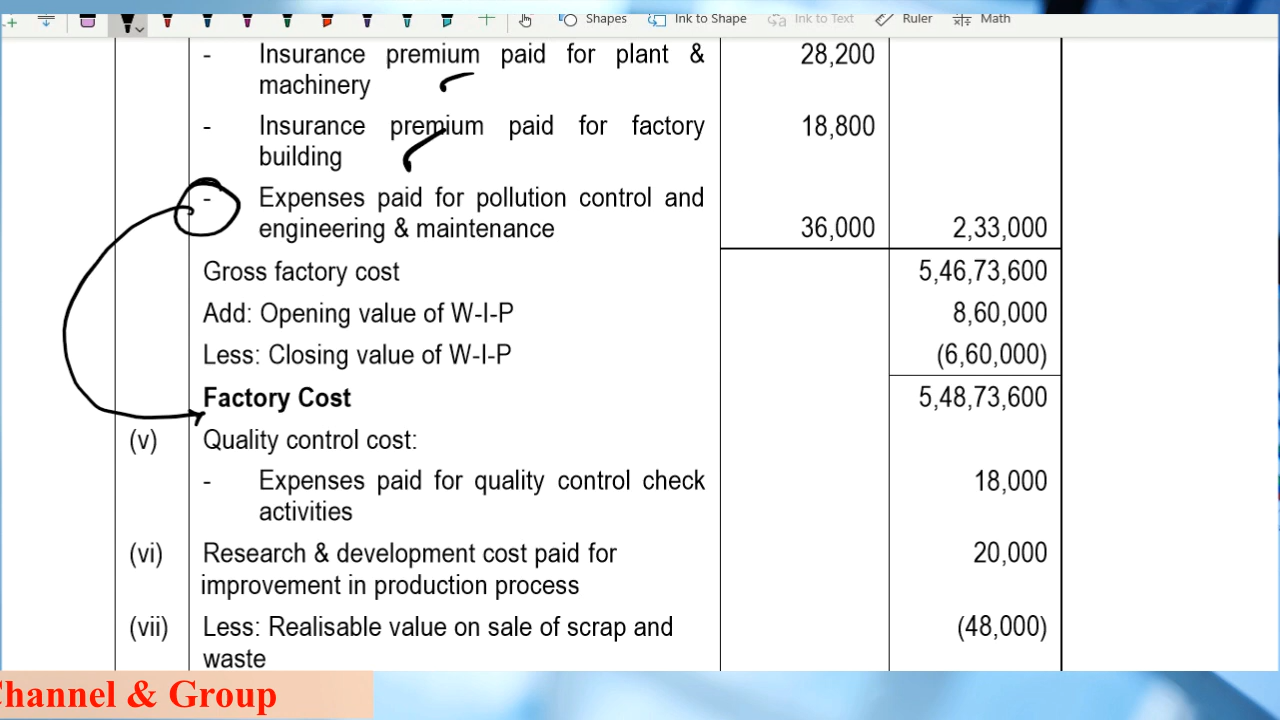 Shapes Ink to Shape Ink to Text Ruler Math
- Insurance premium paid for plant & 28,200
machinery
- Insurance premium paid for factory 18,800
building
- Expenses paid for pollution control and
engineering & maintenance 36,000 2,33,000
Gross factory cost 5,46,73,600
Add: Opening value of W-I-P 8,60,000
Less: Closing value of W-I-P (6,60,000)
Factory Cost 5,48,73,600
(v) Quality control cost:
- Expenses paid for quality control check 18,000
activities
(vi) Research & development cost paid for 20,000
improvement in production process
(vii) Less: Realisable value on sale of scrap and (48,000)
waste
Channel & Group